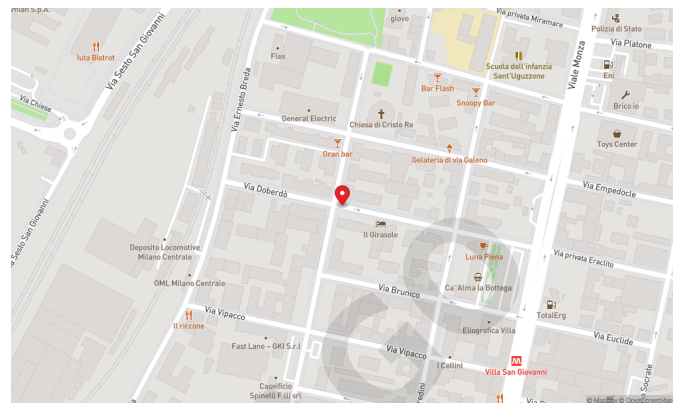 glovo
Via privata Miramare
Polizia di Stato
Via Platone
Iuta Bistrot
Via Sesto San Giovanni
Flex
Via Ernesto Breda
Viale Monza
Scuola dell'infanzia
Sant'Uguzzone
Eni
Bar Flash
Snoopy Bar
Brico io
Via Chiese
General Electric
Chiesa di Cristo Re
Toys Center
Gran bar
Gelateria di via Galeno
Via Empedocle
Via Doberdò
Il Girasole
Via Sesto San Giovanni
Deposito Locomotive
Milano Centrale
Luna Piena
Via privata Eraclito
OML Milano Centrale
Via Brunico
Ca' Alma la Bottega
Il riccone
Via Vipacco
TotalErg
Eliografica Villa
Via Euclide
Fast Lane – GKI S.r.l.
Via Vipacco
I Cellini
Villa San Giovanni
Caseificio
Spinelli F.lli srl
© Mapbox © OpenStreetMap